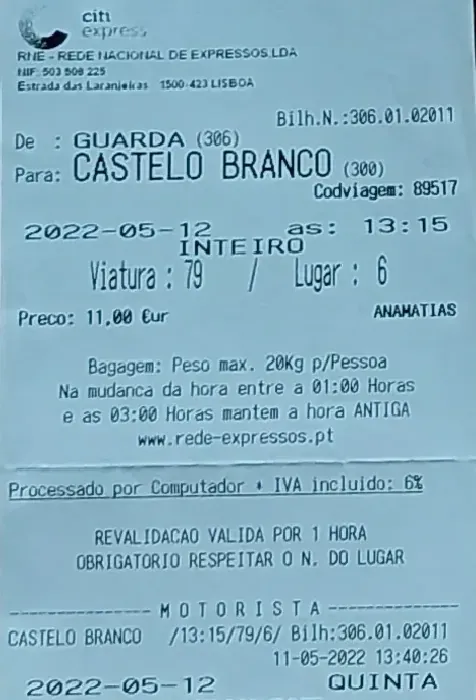 citi
express
RNE - REDE NACIONAL DE EXPRESSOS,LDA
NIF: 503 508 225
Estrada das Laranjeiras 1500-423 LISBOA
Bilh.N.:306.01.02011
De : GUARDA (306)
Para: CASTELO BRANCO (300)
Codviagem: 89517
2022-05-12 as: 13:15
INTEIRO
Viatura : 79 / Lugar : 6
Preco: 11,00 €ur ANAMATIAS
Bagagem: Peso max. 20Kg p/Pessoa
Na mudanca da hora entre a 01:00 Horas
e as 03:00 Horas mantem a hora ANTIGA
www.rede-expressos.pt
Processado por Computador * IVA incluido: 6%
REVALIDACAO VALIDA POR 1 HORA
OBRIGATORIO RESPEITAR O N. DO LUGAR
-------------- M O T O R I S T A --------------
CASTELO BRANCO /13:15/79/6/ Bilh:306.01.02011
11-05-2022 13:40:26
2022-05-12 QUINTA